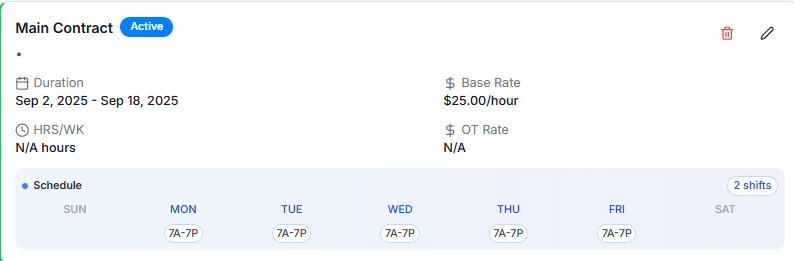 Main Contract Active
•
Duration Base Rate
Sep 2, 2025 - Sep 18, 2025 $25.00/hour
HRS/WK OT Rate
N/A hours N/A
Schedule 2 shifts
SUN MON TUE WED THU FRI SAT
7A-7P 7A-7P 7A-7P 7A-7P 7A-7P